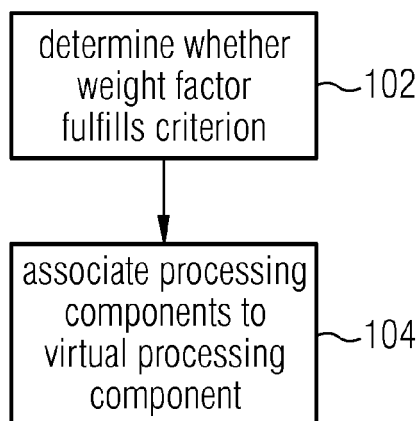 determine whether
weight factor
fulfills criterion
102
associate processing
components to
virtual processing
component
104